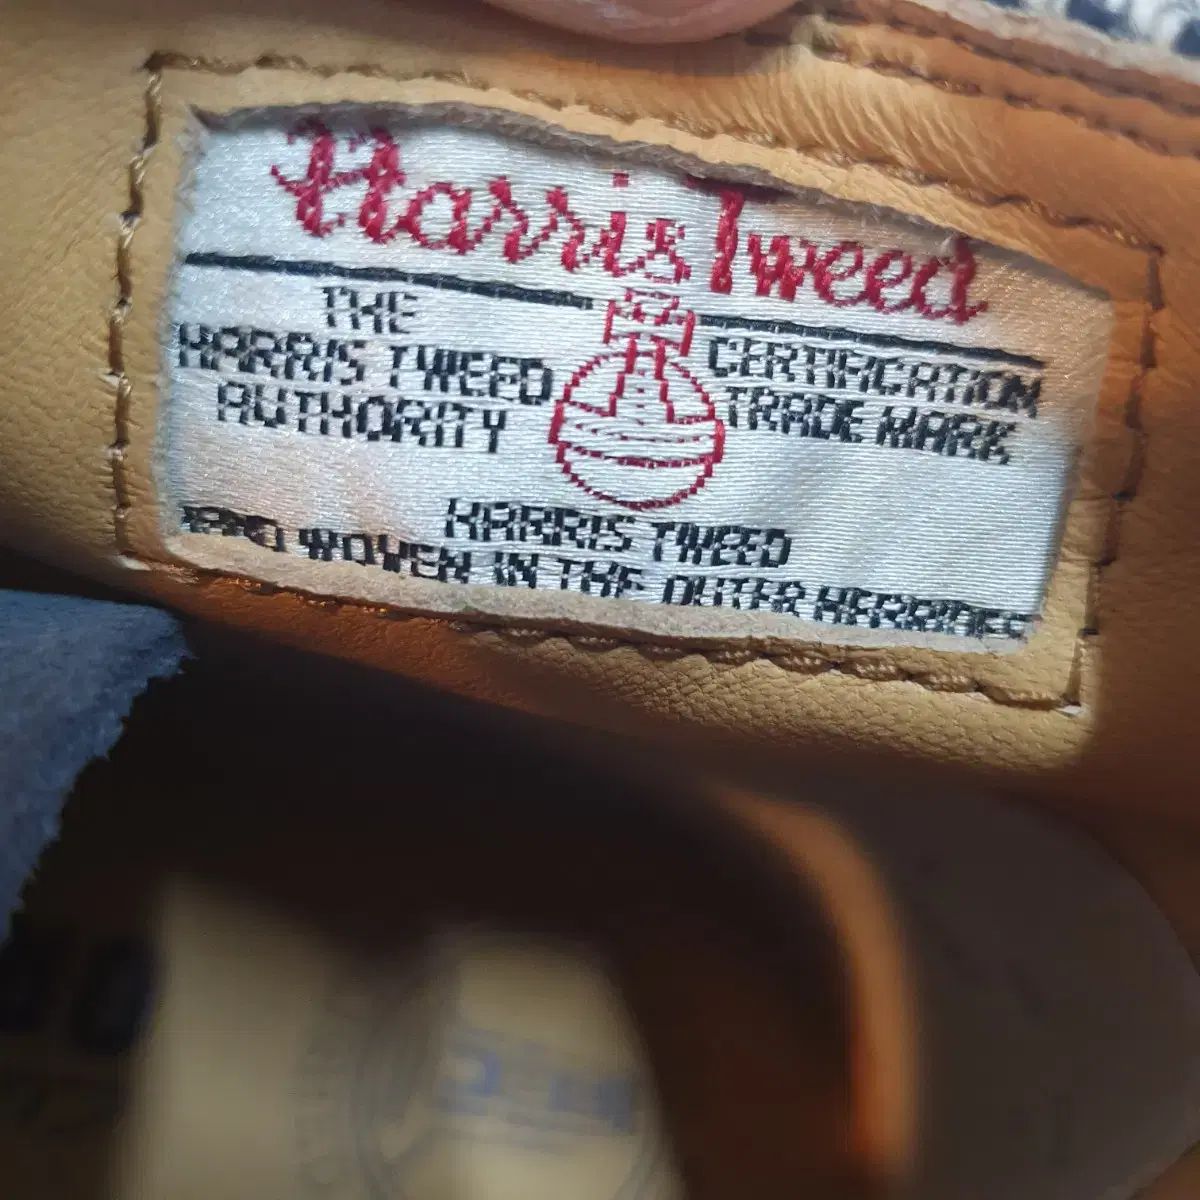 Harris Tweed
THE
HARRIS TWEED
AUTHORITY
CERTIFICATION
TRADE MARK
HARRIS TWEED
HAND WOVEN IN THE OUTER HEBRIDES